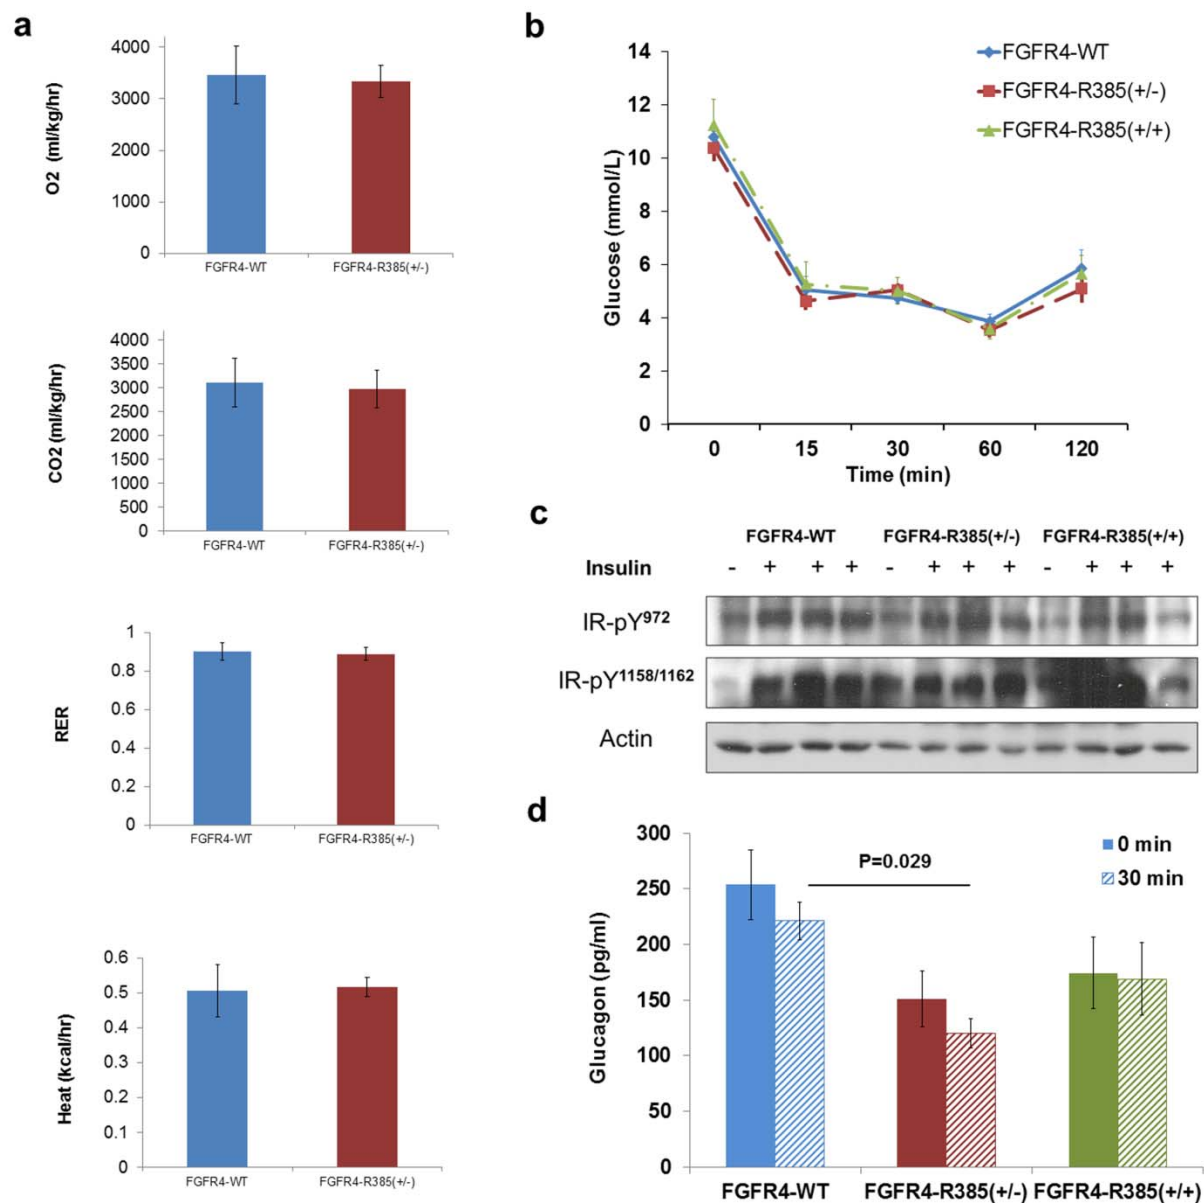 a
4000
3000
2000
1000
0
O2 (ml/kg/hr)
FGFR4-WT FGFR4-R385(+/-)
4000
3500
3000
2500
2000
1500
1000
500
0
CO2 (ml/kg/hr)
FGFR4-WT FGFR4-R385(+/-)
1
0.8
0.6
0.4
0.2
0
RER
FGFR4-WT FGFR4-R385(+/-)
0.6
0.5
0.4
0.3
0.2
0.1
0
Heat (kcal/hr)
FGFR4-WT FGFR4-R385(+/-)
b
14
12
10
8
6
4
2
0
Glucose (mmol/L)
FGFR4-WT
FGFR4-R385(+/-)
FGFR4-R385(+/+)
0 15 30 60 120
Time (min)
c
FGFR4-WT FGFR4-R385(+/-) FGFR4-R385(+/+)
Insulin - + + + - + + + - + + +
IR-pY972
IR-pY1158/1162
Actin
d
300
250
200
150
100
50
0
Glucagon (pg/ml)
P=0.029
0 min
30 min
FGFR4-WT FGFR4-R385(+/-) FGFR4-R385(+/+)